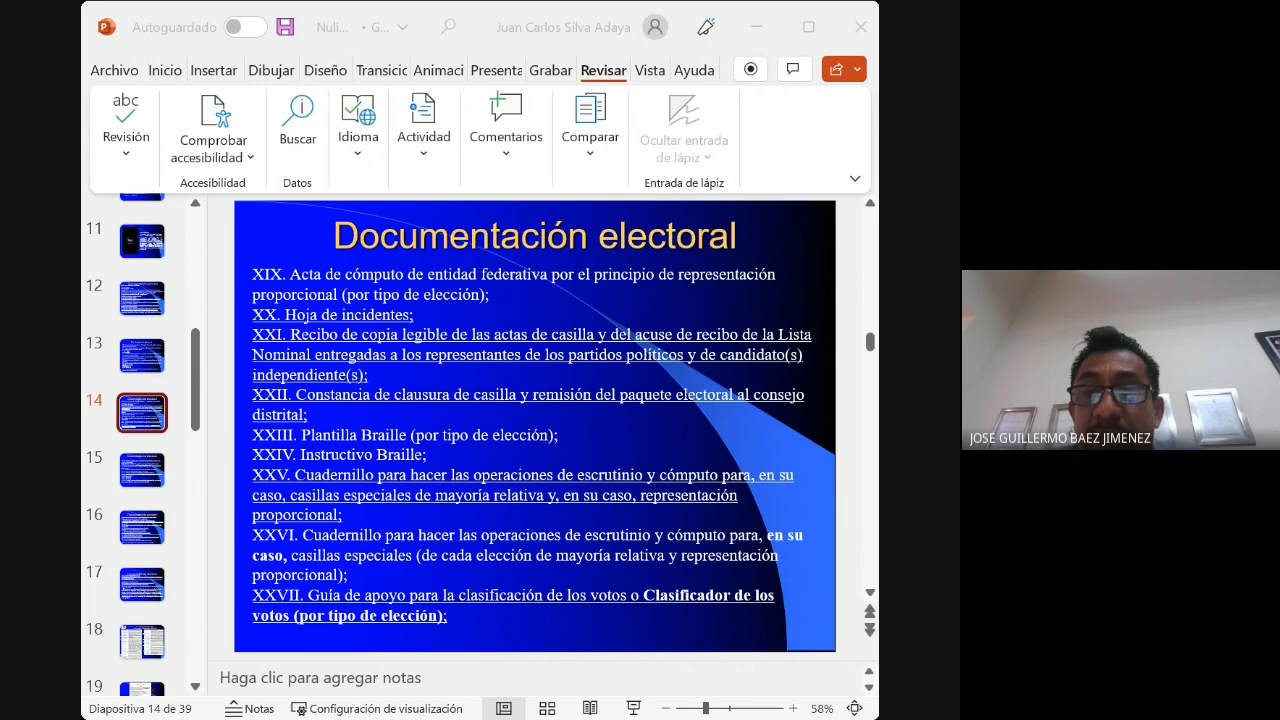 Autoguardado
Nuli... • G...
Juan Carlos Silva Adaya
Archivo Inicio Insertar Dibujar Diseño Transicic Animaci Presenta Grabar Revisar Vista Ayuda
abc
Revisión
Comprobar
accesibilidad
Accesibilidad
Buscar
Datos
Idioma
Actividad
Comentarios
Comparar
Ocultar entrada
de lápiz
Entrada de lápiz
11
12
13
14
15
16
17
18
19
Documentación electoral
XIX. Acta de cómputo de entidad federativa por el principio de representación
proporcional (por tipo de elección);
XX. Hoja de incidentes;
XXI. Recibo de copia legible de las actas de casilla y del acuse de recibo de la Lista
Nominal entregadas a los representantes de los partidos políticos y de candidato(s)
independiente(s);
XXII. Constancia de clausura de casilla y remisión del paquete electoral al consejo
distrital;
XXIII. Plantilla Braille (por tipo de elección);
XXIV. Instructivo Braille;
XXV. Cuadernillo para hacer las operaciones de escrutinio y cómputo para, en su
caso, casillas especiales de mayoría relativa y, en su caso, representación
proporcional;
XXVI. Cuadernillo para hacer las operaciones de escrutinio y cómputo para, en su
caso, casillas especiales (de cada elección de mayoría relativa y representación
proporcional);
XXVII. Guía de apoyo para la clasificación de los votos o Clasificador de los
votos (por tipo de elección);
Haga clic para agregar notas
Diapositiva 14 de 39
Notas
Configuración de visualización
58%
JOSE GUILLERMO BAEZ JIMENEZ